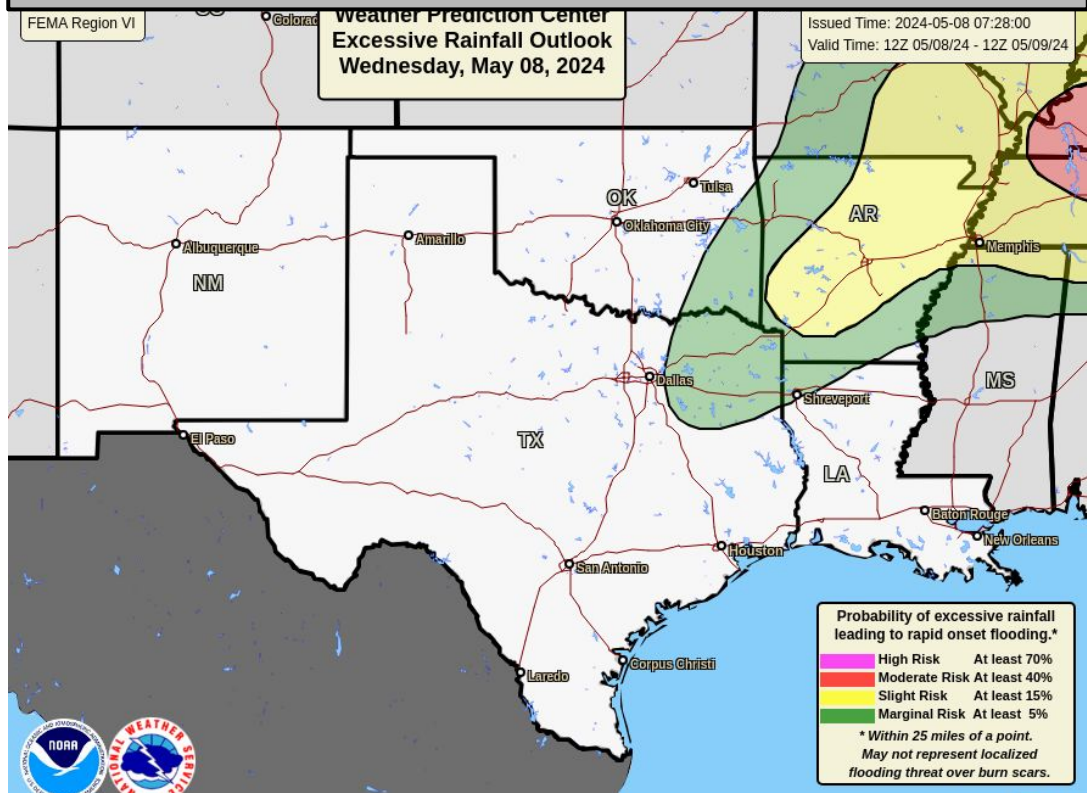 FEMA Region VI
Weather Prediction Center
Excessive Rainfall Outlook
Wednesday, May 08, 2024
Issued Time: 2024-05-08 07:28:00
Valid Time: 12Z 05/08/24 - 12Z 05/09/24
Tulsa
OK
Oklahoma City
AR
Amarillo
Albuquerque
Memphis
NM
Dallas
MS
Shreveport
El Paso
TX
LA
Baton Rouge
New Orleans
Houston
San Antonio
Corpus Christi
Laredo
Probability of excessive rainfall
leading to rapid onset flooding.*
High Risk At least 70%
Moderate Risk At least 40%
Slight Risk At least 15%
Marginal Risk At least 5%
* Within 25 miles of a point.
May not represent localized
flooding threat over burn scars.
NOAA
NATIONAL WEATHER SERVICE